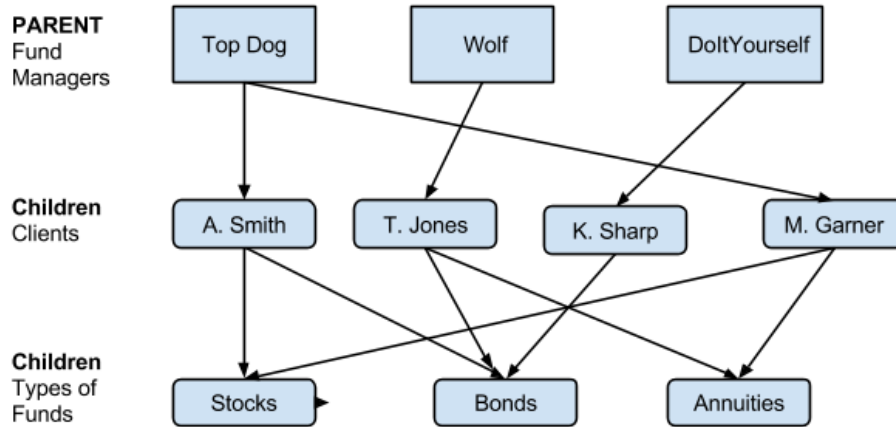 PARENT
Fund
Managers
Top Dog
Wolf
DoItYourself
Children
Clients
A. Smith
T. Jones
K. Sharp
M. Garner
Children
Types of
Funds
Stocks
Bonds
Annuities